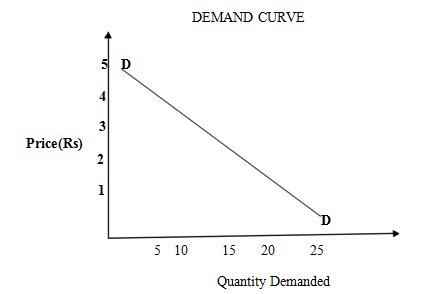 DEMAND CURVE
5 D
4
3
Price(Rs)
2
1
D
5 10 15 20 25
Quantity Demanded